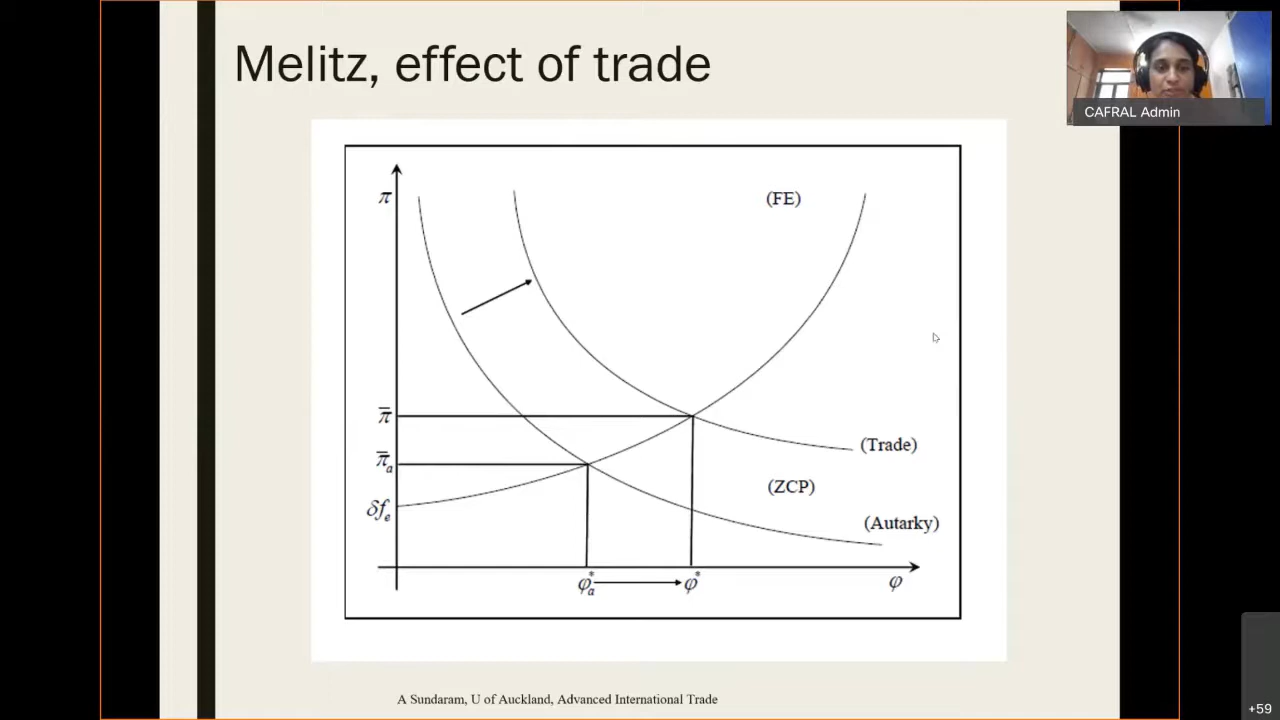 Melitz, effect of trade
CAFRAL Admin
π
(FE)
π̄
(Trade)
π̄ₐ
(ZCP)
δfₑ
(Autarky)
φ*ₐ
φ*
φ
A Sundaram, U of Auckland, Advanced International Trade
+59